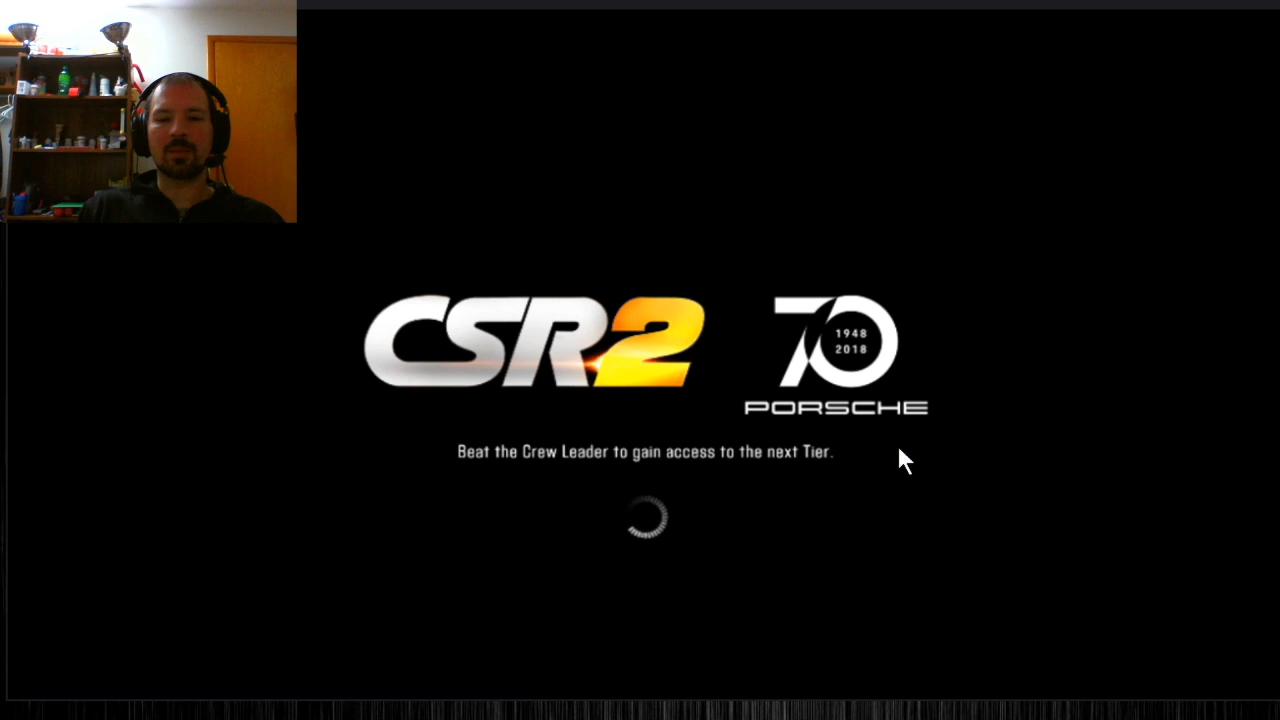 CSR2
70
1948
2018
PORSCHE
Beat the Crew Leader to gain access to the next Tier.